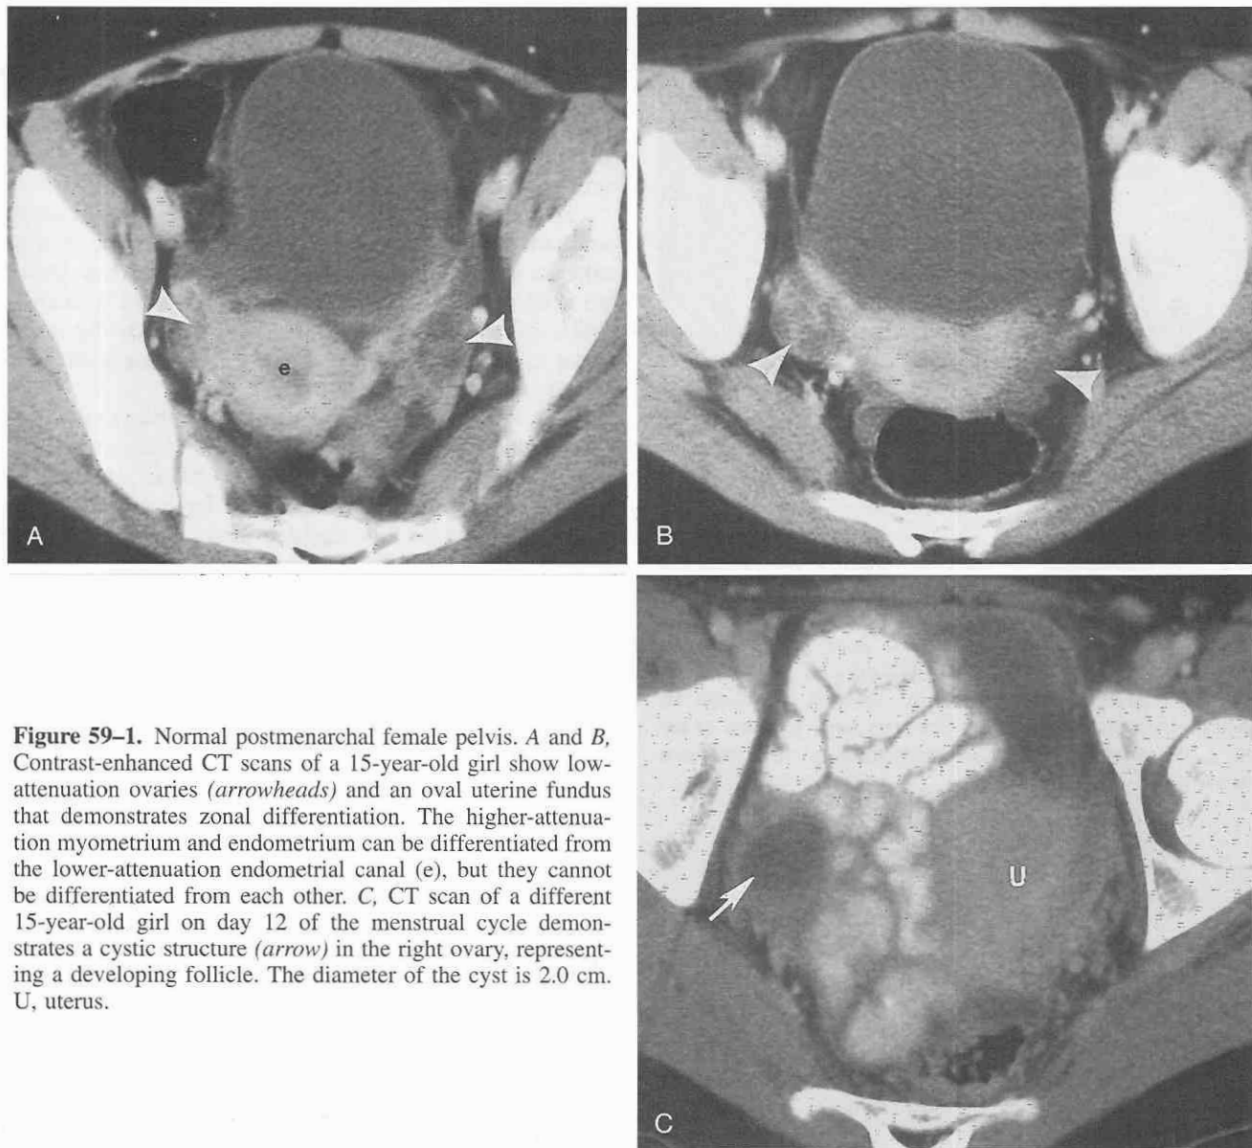 e
A
B
Figure 59–1. Normal postmenarchal female pelvis. A and B,
Contrast-enhanced CT scans of a 15-year-old girl show low-
attenuation ovaries (arrowheads) and an oval uterine fundus
that demonstrates zonal differentiation. The higher-attenua-
tion myometrium and endometrium can be differentiated from
the lower-attenuation endometrial canal (e), but they cannot
be differentiated from each other. C, CT scan of a different
15-year-old girl on day 12 of the menstrual cycle demon-
strates a cystic structure (arrow) in the right ovary, represent-
ing a developing follicle. The diameter of the cyst is 2.0 cm.
U, uterus.
U
C